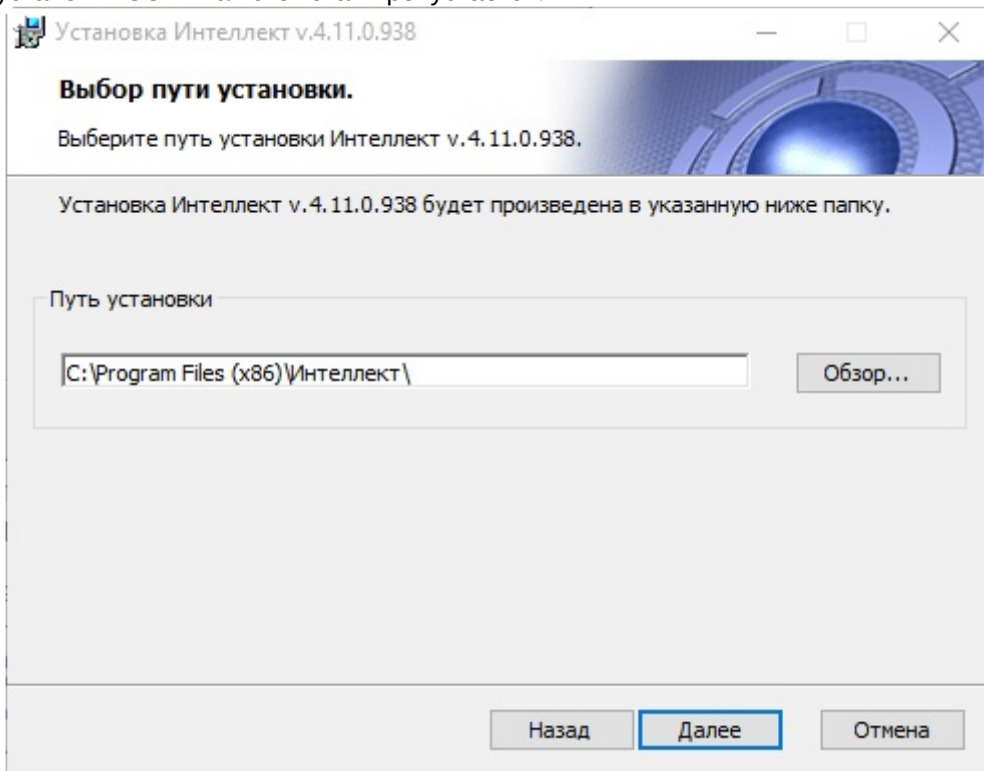 Установка Интеллект v.4.11.0.938
Выбор пути установки.
Выберите путь установки Интеллект v.4.11.0.938.
Установка Интеллект v.4.11.0.938 будет произведена в указанную ниже папку.
Путь установки
C:\Program Files (x86)\Интеллект\
Обзор...
Назад Далее Отмена